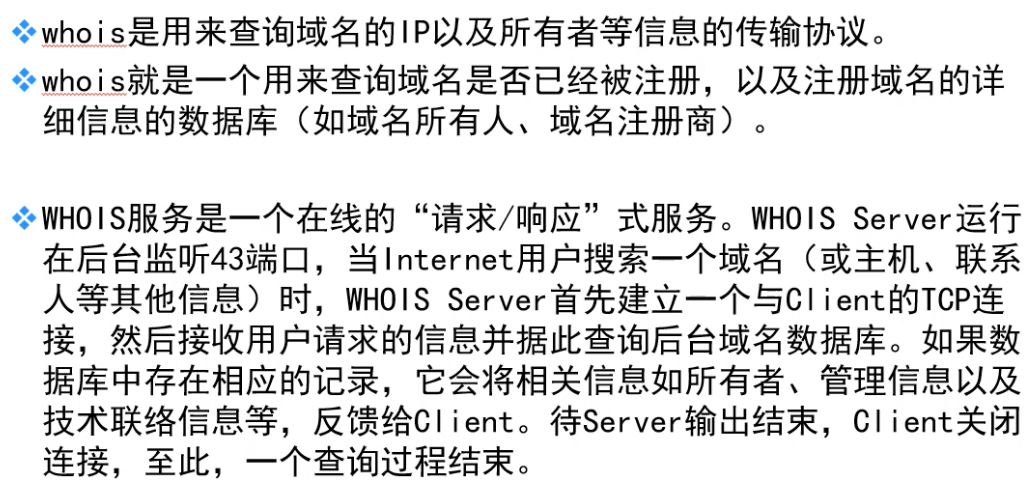 whois是用来查询域名的IP以及所有者等信息的传输协议。
whois就是一个用来查询域名是否已经被注册，以及注册域名的详
细信息的数据库（如域名所有人、域名注册商）。
WHOIS服务是一个在线的“请求/响应”式服务。WHOIS Server运行
在后台监听43端口，当Internet用户搜索一个域名（或主机、联系
人等其他信息）时，WHOIS Server首先建立一个与Client的TCP连
接，然后接收用户请求的信息并据此查询后台域名数据库。如果数
据库中存在相应的记录，它会将相关信息如所有者、管理信息以及
技术联络信息等，反馈给Client。待Server输出结束，Client关闭
连接，至此，一个查询过程结束。